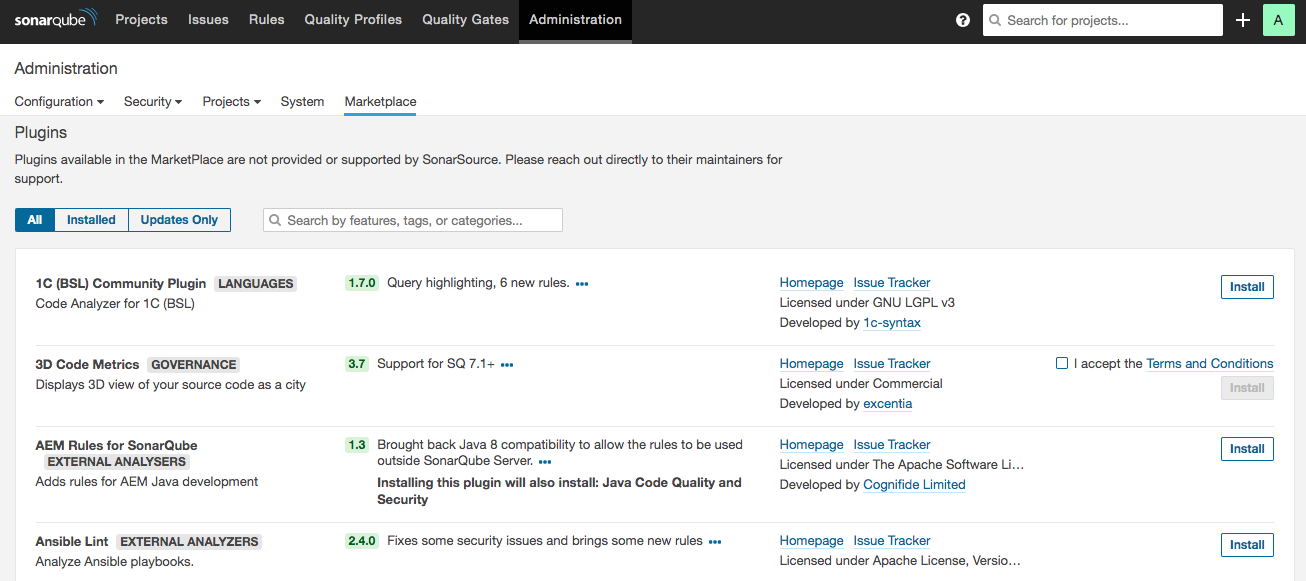 sonarqube Projects Issues Rules Quality Profiles Quality Gates Administration ? Search for projects... + A
Administration
Configuration Security Projects System Marketplace
Plugins
Plugins available in the MarketPlace are not provided or supported by SonarSource. Please reach out directly to their maintainers for
support.
All Installed Updates Only Search by features, tags, or categories...
1C (BSL) Community Plugin LANGUAGES
Code Analyzer for 1C (BSL)
1.7.0 Query highlighting, 6 new rules. •••
Homepage Issue Tracker
Licensed under GNU LGPL v3
Developed by 1c-syntax
Install
3D Code Metrics GOVERNANCE
Displays 3D view of your source code as a city
3.7 Support for SQ 7.1+ •••
Homepage Issue Tracker
Licensed under Commercial
Developed by excentia
I accept the Terms and Conditions
Install
AEM Rules for SonarQube
EXTERNAL ANALYSERS
Adds rules for AEM Java development
1.3 Brought back Java 8 compatibility to allow the rules to be used
outside SonarQube Server. •••
Installing this plugin will also install: Java Code Quality and
Security
Homepage Issue Tracker
Licensed under The Apache Software Li…
Developed by Cognifide Limited
Install
Ansible Lint EXTERNAL ANALYZERS
Analyze Ansible playbooks.
2.4.0 Fixes some security issues and brings some new rules •••
Homepage Issue Tracker
Licensed under Apache License, Versio…
Install